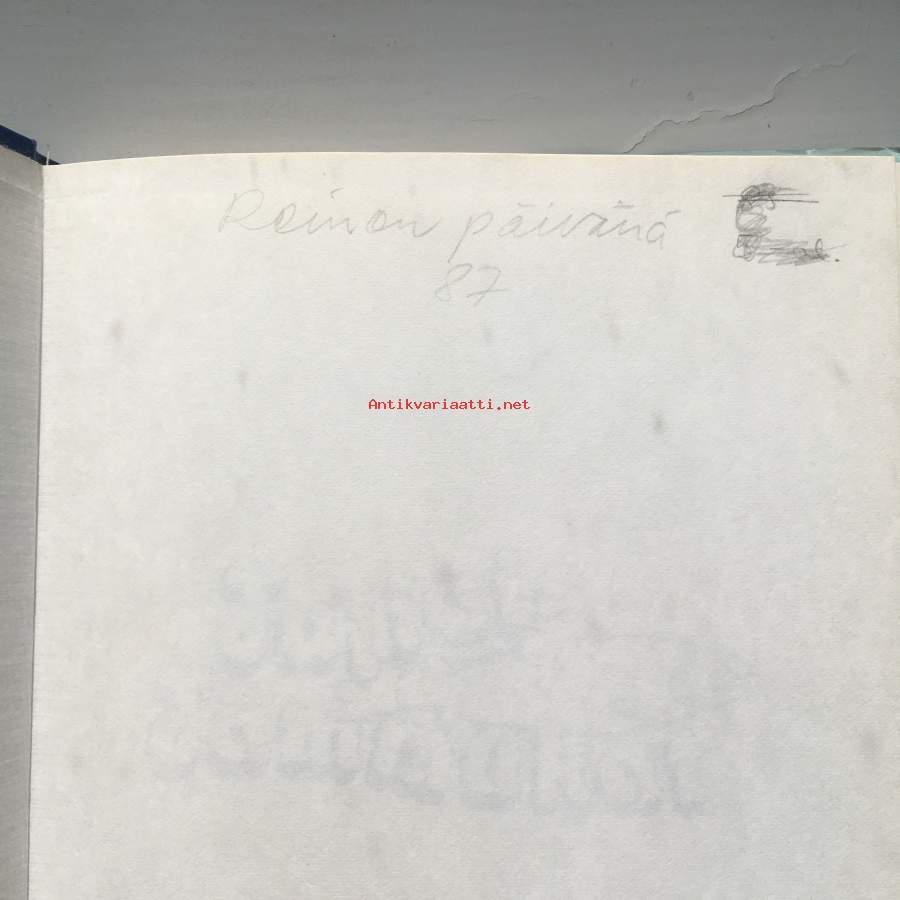 Reinon päivänä
87
Antikvariaatti.net